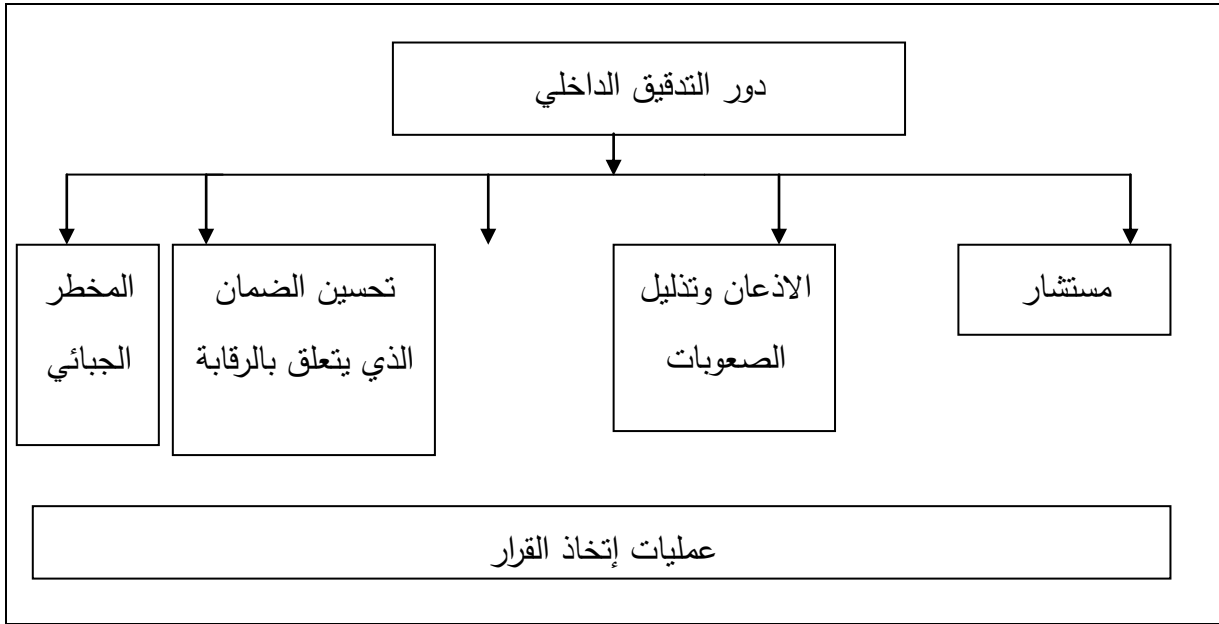 دور التدقيق الداخلي
مستشار
الاذعان وتذليل
الصعوبات
تحسين الضمان
الذي يتعلق بالرقابة
المخطر
الجبائي
عمليات إتخاذ القرار